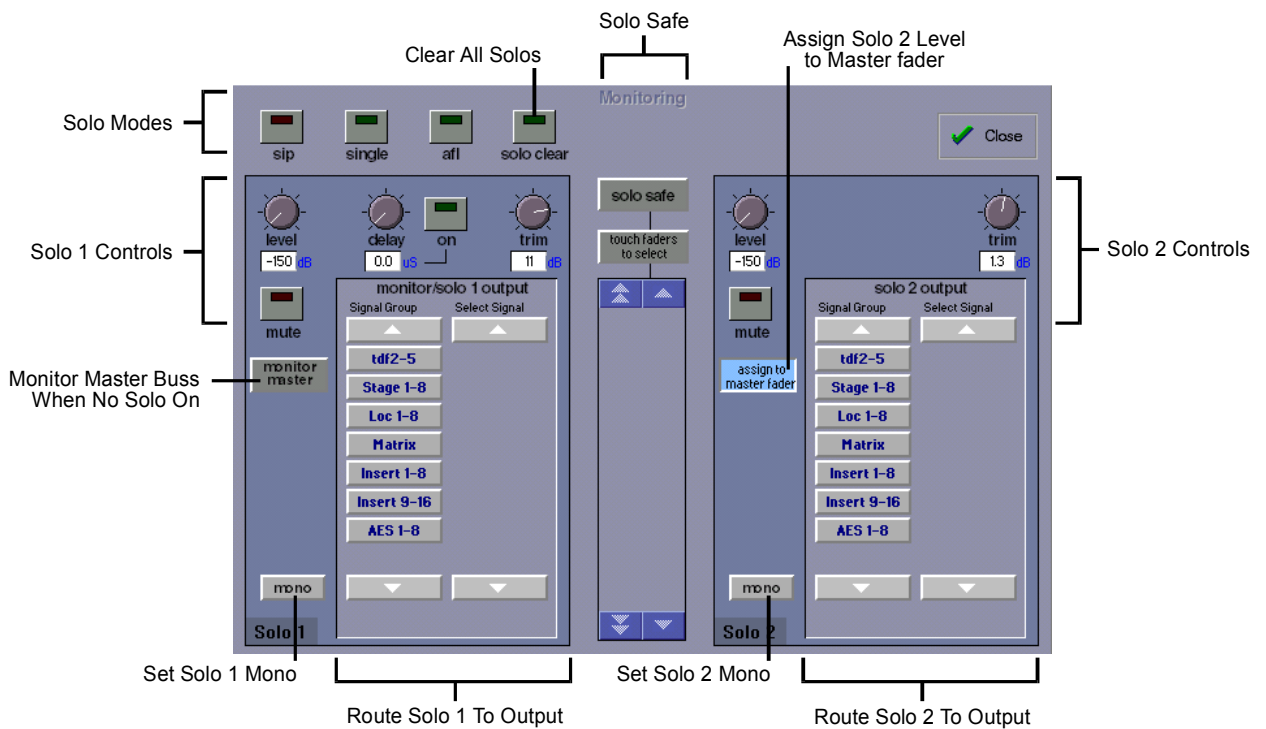 Solo Safe
Assign Solo 2 Level
to Master fader
Clear All Solos
Monitoring
Solo Modes
sip
single
afl
solo clear
Close
Solo 1 Controls
level
-150 dB
delay
0.0 uS
on
trim
11 dB
mute
monitor/solo 1 output
Signal Group
Select Signal
tdf2-5
Stage 1-8
Loc 1-8
Matrix
Insert 1-8
Insert 9-16
AES 1-8
monitor
master
Monitor Master Buss
When No Solo On
mono
Solo 1
solo safe
touch faders
to select
level
-150 dB
trim
1.3 dB
mute
Solo 2 Controls
solo 2 output
Signal Group
Select Signal
tdf2-5
Stage 1-8
Loc 1-8
Matrix
Insert 1-8
Insert 9-16
AES 1-8
assign to
master fader
mono
Solo 2
Set Solo 1 Mono
Set Solo 2 Mono
Route Solo 1 To Output
Route Solo 2 To Output